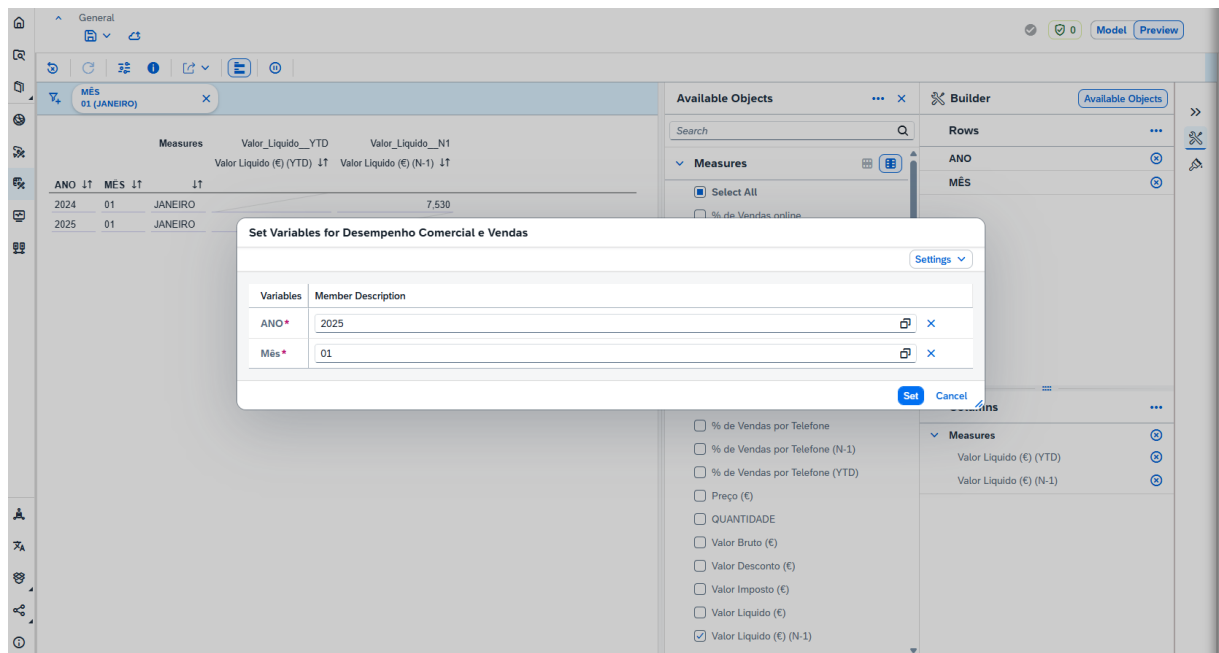 General
0
Model
Preview
MÊS
01 (JANEIRO)
Measures
Valor_Liquido__YTD
Valor_Liquido__N1
Valor Liquido (€) (YTD)
Valor Liquido (€) (N-1)
ANO
MÊS
2024
01
JANEIRO
7,530
2025
01
JANEIRO
Available Objects
Search
Measures
Select All
% de Vendas online
Builder
Available Objects
Rows
ANO
MÊS
Set Variables for Desempenho Comercial e Vendas
Settings
Variables
Member Description
ANO*
2025
Mês*
01
Set
Cancel
% de Vendas por Telefone
% de Vendas por Telefone (N-1)
% de Vendas por Telefone (YTD)
Preço (€)
QUANTIDADE
Valor Bruto (€)
Valor Desconto (€)
Valor Imposto (€)
Valor Liquido (€)
Valor Liquido (€) (N-1)
Columns
Measures
Valor Liquido (€) (YTD)
Valor Liquido (€) (N-1)